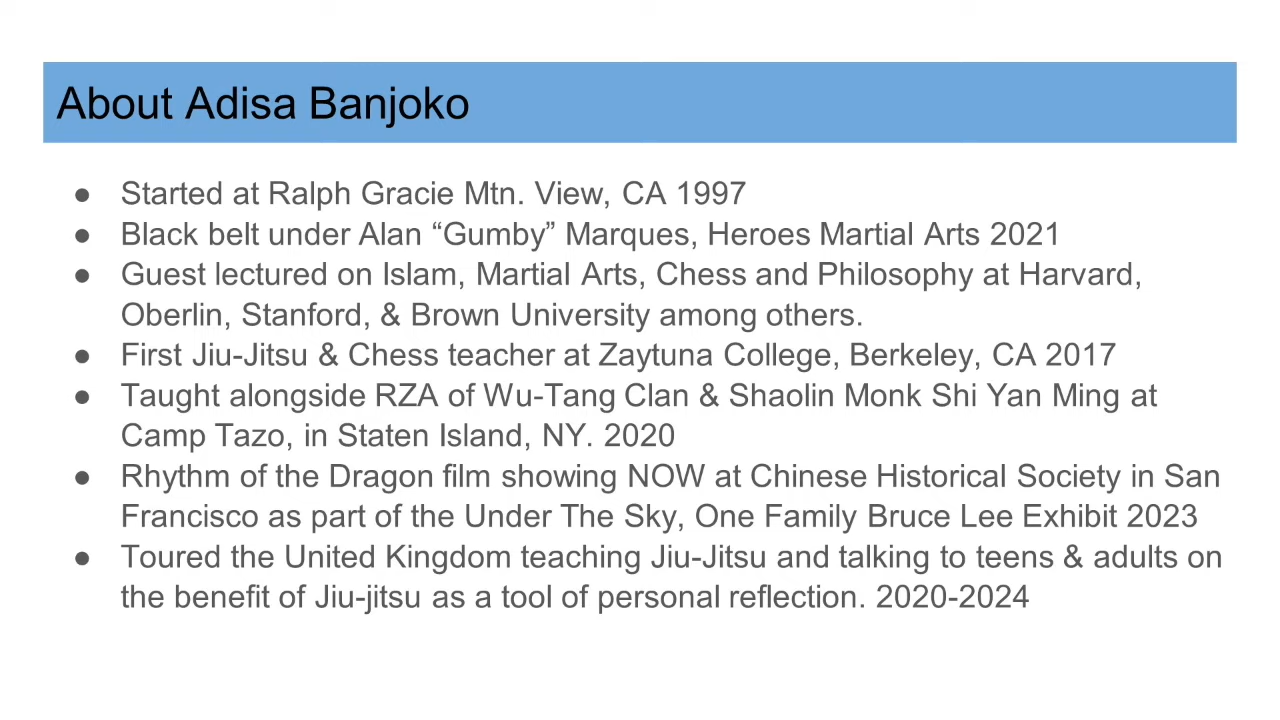 About Adisa Banjoko
● Started at Ralph Gracie Mtn. View, CA 1997
● Black belt under Alan “Gumby” Marques, Heroes Martial Arts 2021
● Guest lectured on Islam, Martial Arts, Chess and Philosophy at Harvard,
Oberlin, Stanford, & Brown University among others.
● First Jiu-Jitsu & Chess teacher at Zaytuna College, Berkeley, CA 2017
● Taught alongside RZA of Wu-Tang Clan & Shaolin Monk Shi Yan Ming at
Camp Tazo, in Staten Island, NY. 2020
● Rhythm of the Dragon film showing NOW at Chinese Historical Society in San
Francisco as part of the Under The Sky, One Family Bruce Lee Exhibit 2023
● Toured the United Kingdom teaching Jiu-Jitsu and talking to teens & adults on
the benefit of Jiu-jitsu as a tool of personal reflection. 2020-2024